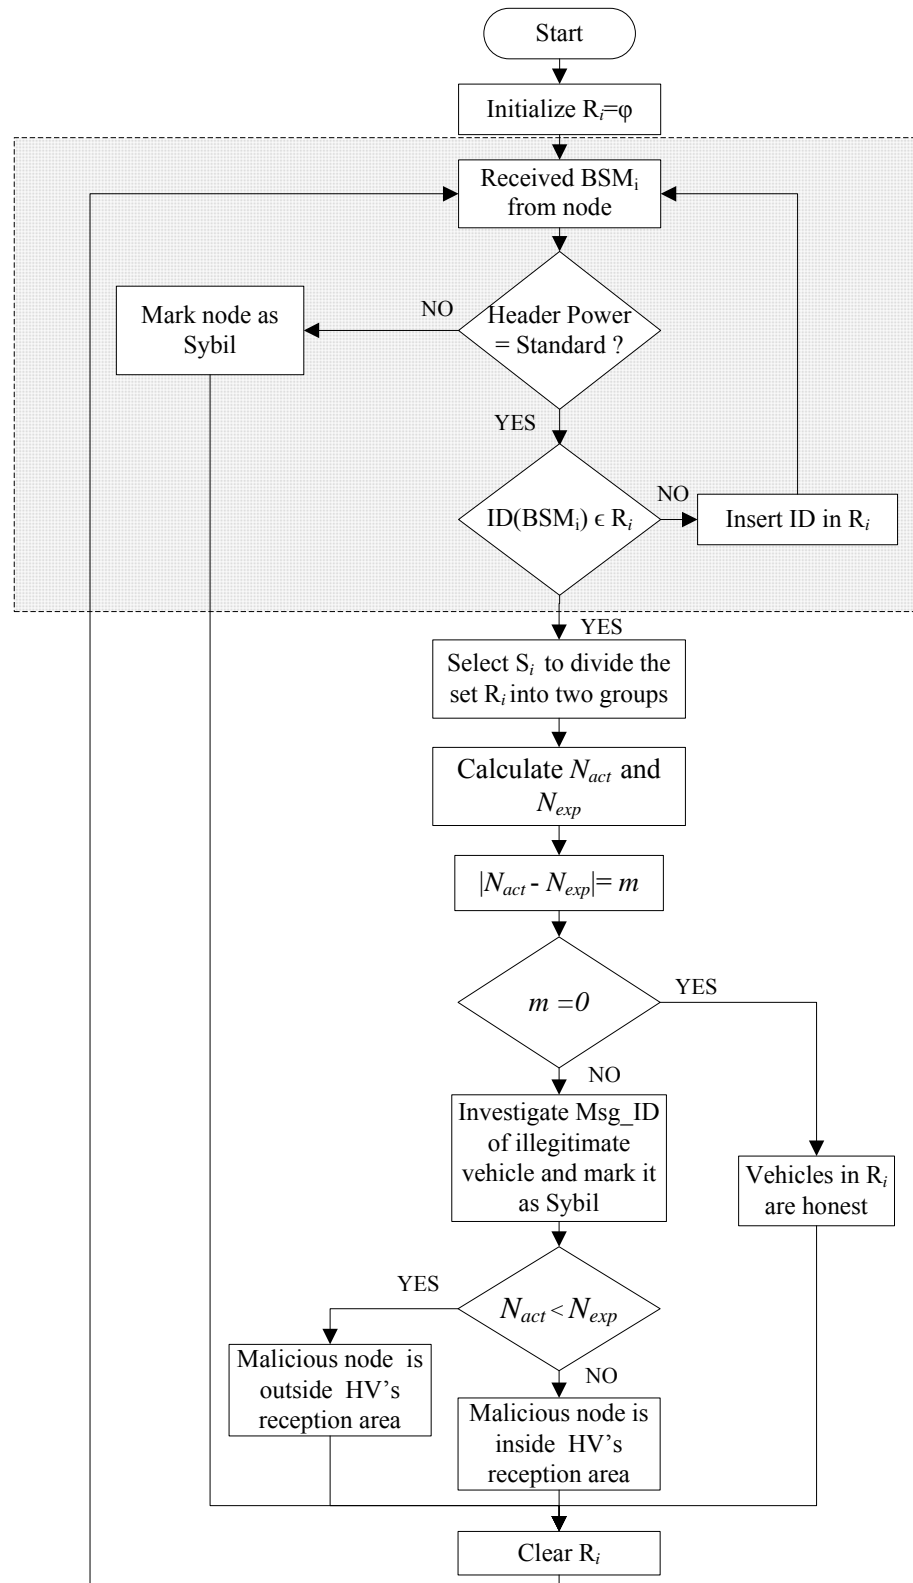 Start
Initialize Ri=φ
Received BSMi
from node
Header Power
= Standard ?
NO
Mark node as
Sybil
YES
ID(BSMi) ϵ Ri
NO
Insert ID in Ri
YES
Select Si to divide the
set Ri into two groups
Calculate Nact and
Nexp
|Nact - Nexp|= m
m =0
YES
NO
Investigate Msg_ID
of illegitimate
vehicle and mark it
as Sybil
Vehicles in Ri
are honest
Nact < Nexp
YES
Malicious node is
outside HV’s
reception area
NO
Malicious node is
inside HV’s
reception area
Clear Ri